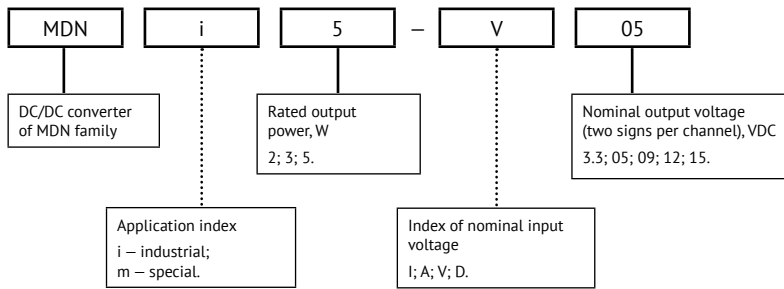 MDN i 5 – V 05
DC/DC converter
of MDN family
Rated output
power, W
2; 3; 5.
Nominal output voltage
(two signs per channel), VDC
3.3; 05; 09; 12; 15.
Application index
i – industrial;
m – special.
Index of nominal input
voltage
I; A; V; D.